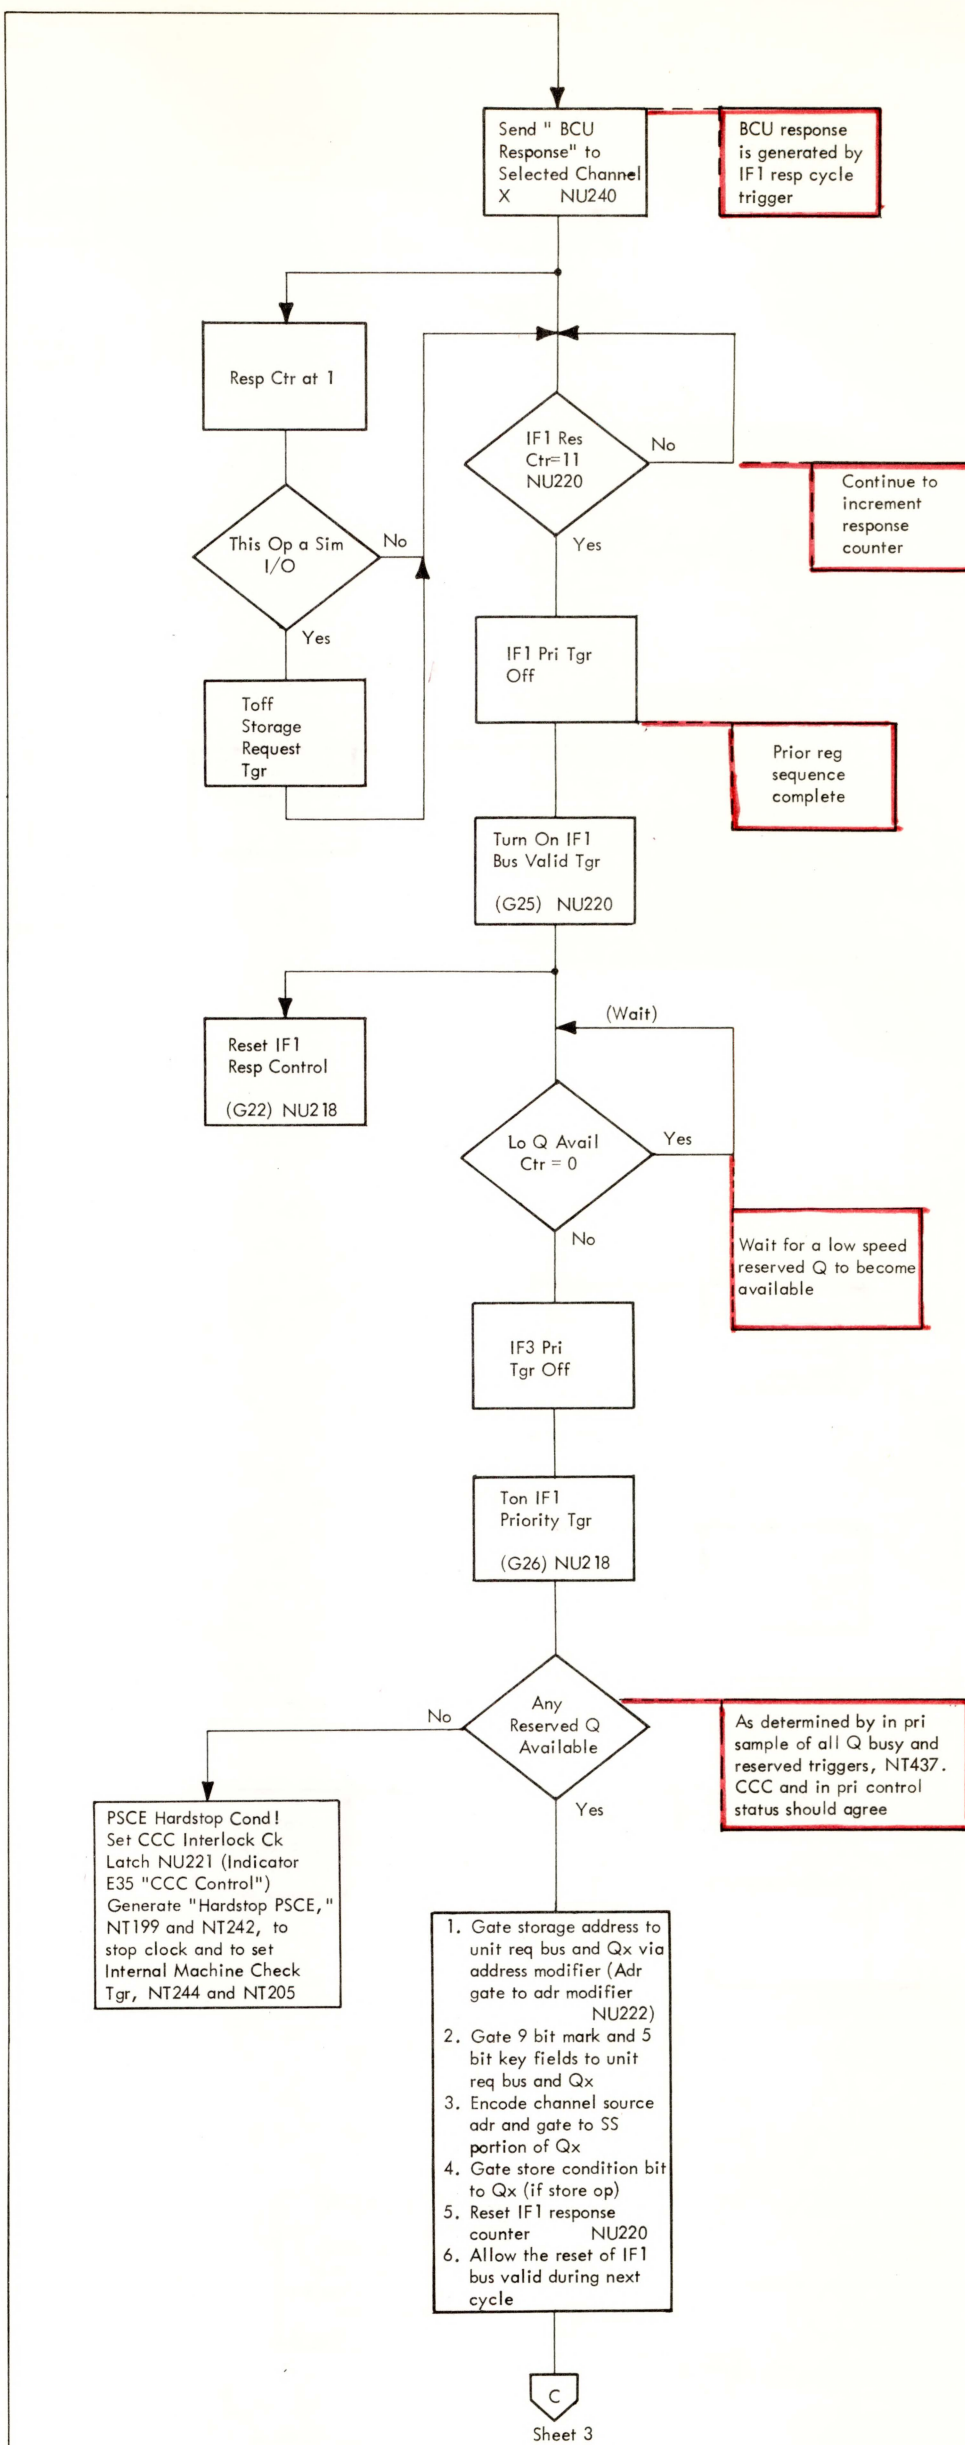 Send " BCU
Response" to
Selected Channel
X NU240
BCU response
is generated by
IF1 resp cycle
trigger
Resp Ctr at 1
IF1 Res
Ctr=11
NU220
No
Yes
Continue to
increment
response
counter
This Op a Sim
I/O
No
Yes
Toff
Storage
Request
Tgr
IF1 Pri Tgr
Off
Prior reg
sequence
complete
Turn On IF1
Bus Valid Tgr
(G25) NU220
Reset IF1
Resp Control
(G22) NU218
(Wait)
Lo Q Avail
Ctr = 0
Yes
No
Wait for a low speed
reserved Q to become
available
IF3 Pri
Tgr Off
Ton IF1
Priority Tgr
(G26) NU218
Any
Reserved Q
Available
No
Yes
As determined by in pri
sample of all Q busy and
reserved triggers, NT437.
CCC and in pri control
status should agree
PSCE Hardstop Cond!
Set CCC Interlock Ck
Latch NU221 (Indicator
E35 "CCC Control")
Generate "Hardstop PSCE,"
NT199 and NT242, to
stop clock and to set
Internal Machine Check
Tgr, NT244 and NT205
1. Gate storage address to
unit req bus and Qx via
address modifier (Adr
gate to adr modifier
NU222)
2. Gate 9 bit mark and 5
bit key fields to unit
req bus and Qx
3. Encode channel source
adr and gate to SS
portion of Qx
4. Gate store condition bit
to Qx (if store op)
5. Reset IF1 response
counter NU220
6. Allow the reset of IF1
bus valid during next
cycle
C
Sheet 3